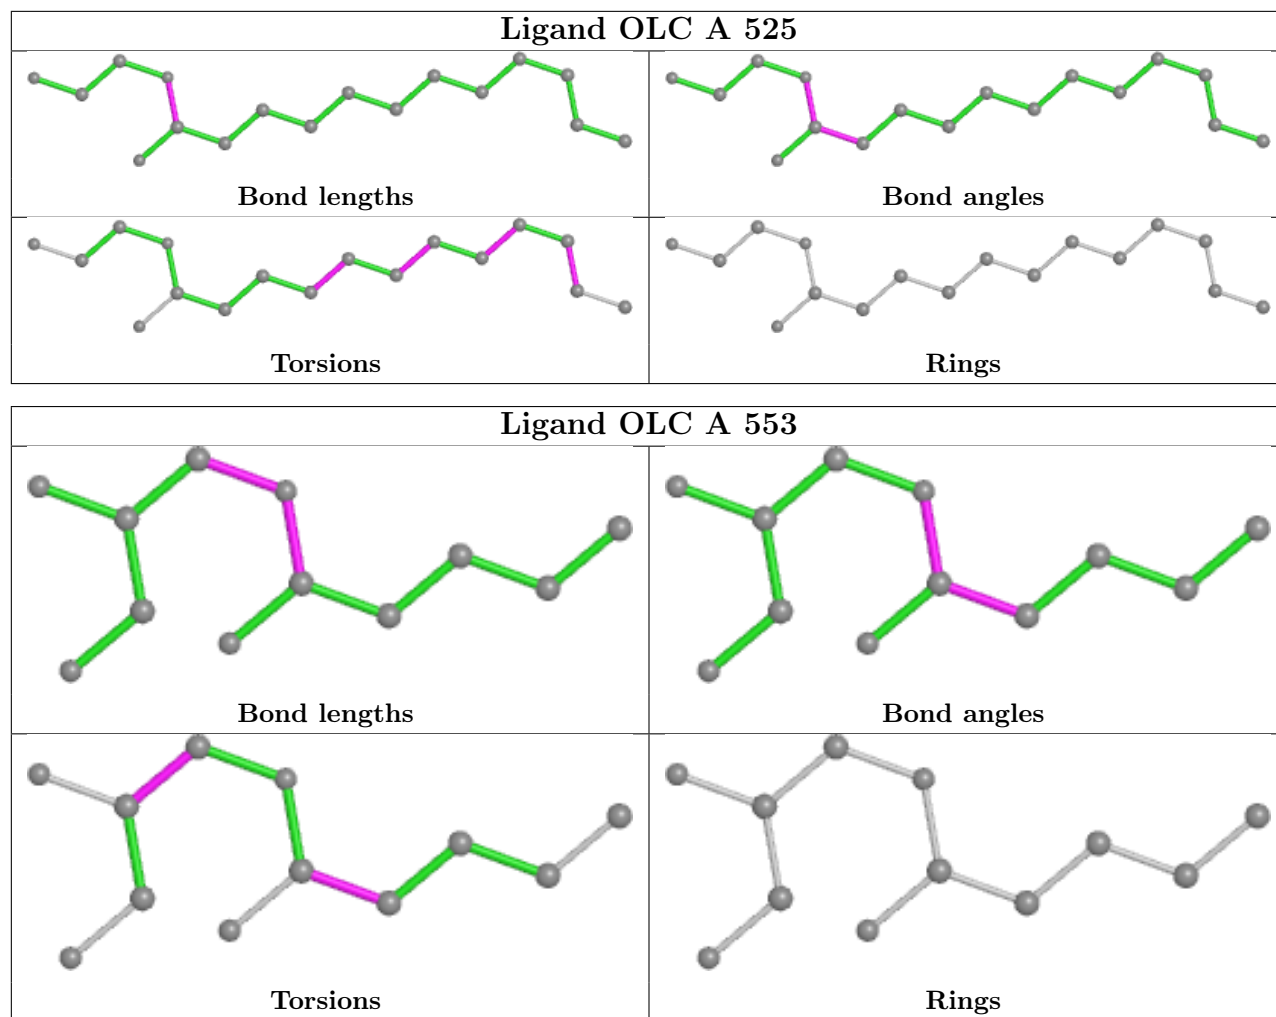 Ligand OLC A 525
Bond lengths
Bond angles
Torsions
Rings
Ligand OLC A 553
Bond lengths
Bond angles
Torsions
Rings